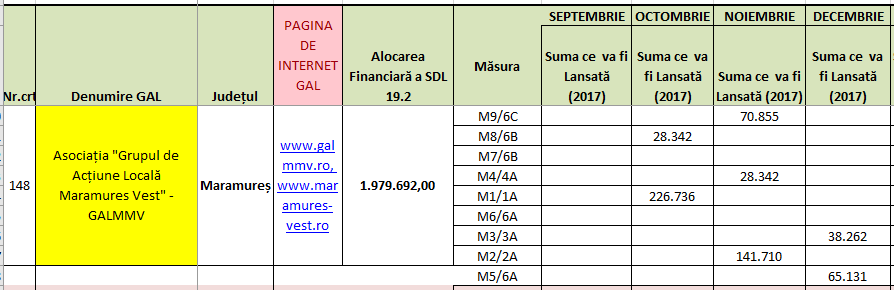 SEPTEMBRIE OCTOMBRIE NOIEMBRIE DECEMBRIE
Nr.crt Denumire GAL Județul PAGINA DE INTERNET GAL Alocarea Financiară a SDL 19.2 Măsura Suma ce va fi Lansată (2017) Suma ce va fi Lansată (2017) Suma ce va fi Lansată (2017) Suma ce va fi Lansată (2017)
148 Asociația "Grupul de Acțiune Locală Maramures Vest" - GALMMV Maramureș www.galmmv.ro, www.maramures-vest.ro 1.979.692,00
M9/6C 70.855
M8/6B 28.342
M7/6B
M4/4A 28.342
M1/1A 226.736
M6/6A
M3/3A 38.262
M2/2A 141.710
M5/6A 65.131